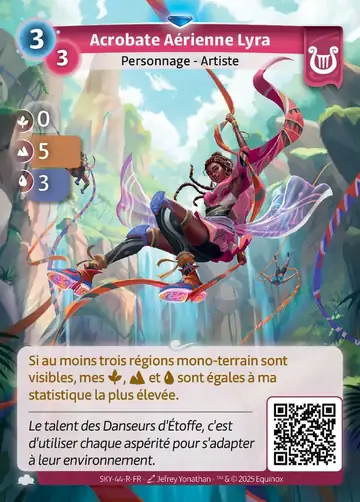 3
Acrobate Aérienne Lyra
3
Personnage - Artiste
0
5
3
Si au moins trois régions mono-terrain sont
visibles, mes , et sont égales à ma
statistique la plus élevée.
Le talent des Danseurs d'Étoffe, c'est
d'utiliser chaque aspérité pour s'adapter
à leur environnement.
SKY-44-R-FR - Jefrey Yonathan - ™ & © 2025 Equinox